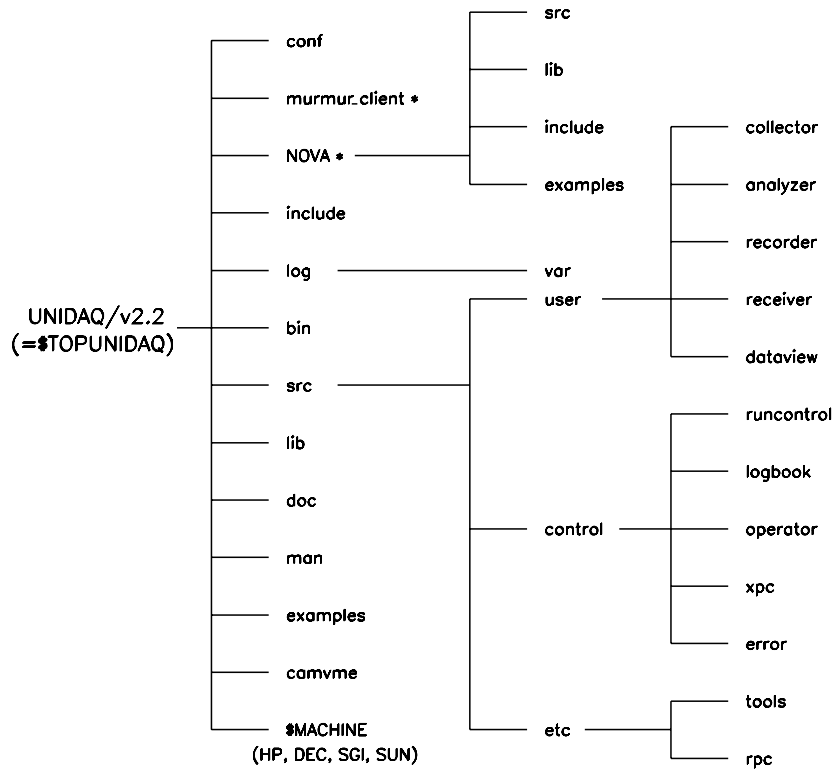 src
conf
lib
murmur_client *
include
collector
NOVA *
examples
analyzer
include
recorder
log
var
user
receiver
UNIDAQ/v2.2
(=$TOPUNIDAQ)
bin
dataview
src
runcontrol
lib
logbook
doc
control
operator
man
xpc
examples
error
camvme
tools
$MACHINE
(HP, DEC, SGI, SUN)
etc
rpc